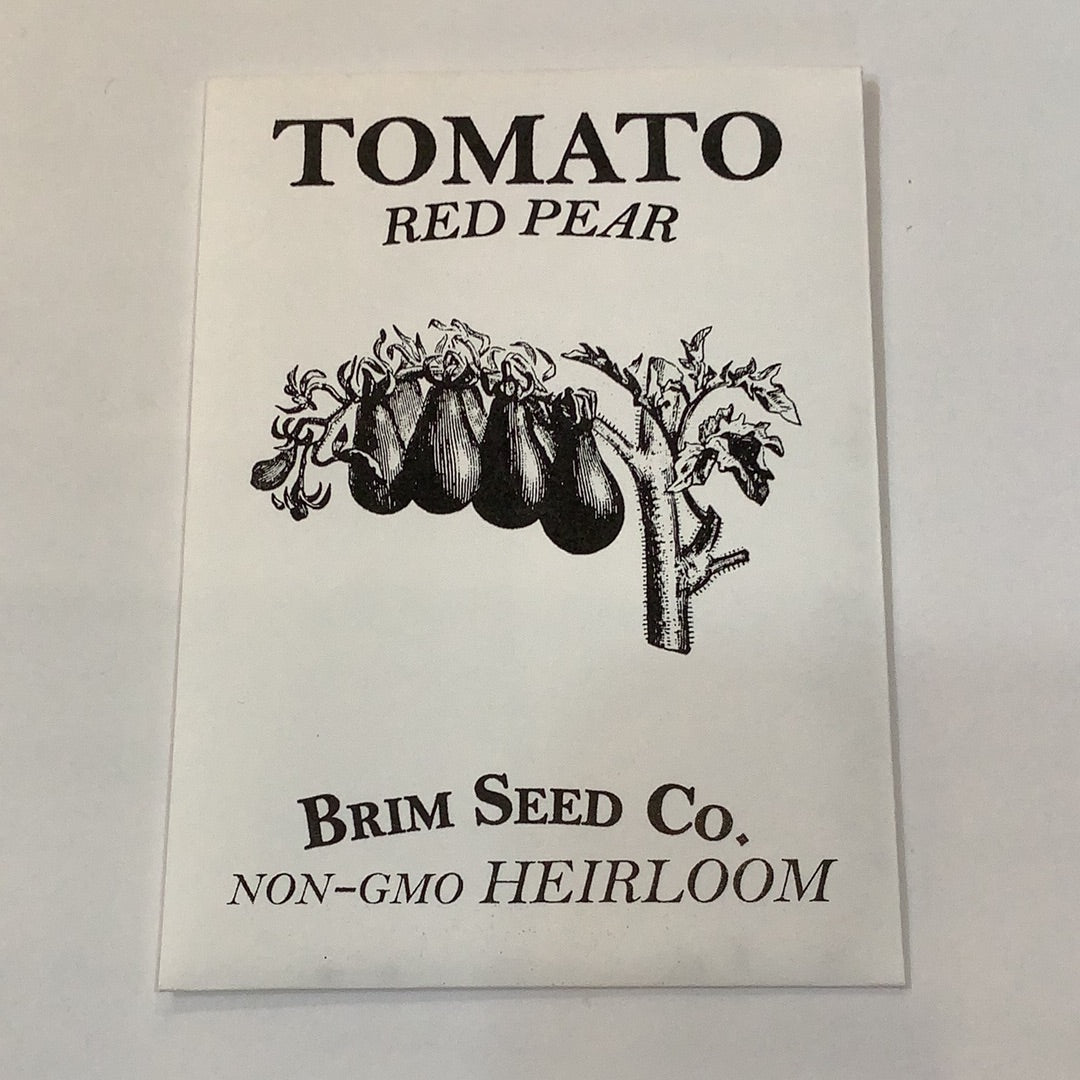 TOMATO
RED PEAR
BRIM SEED CO.
NON-GMO HEIRLOOM